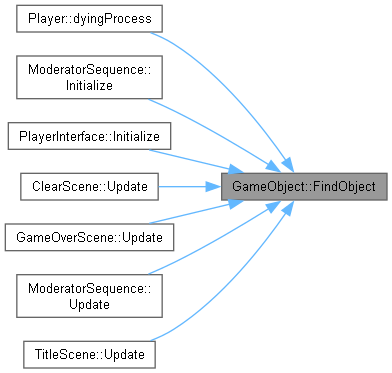 Player::dyingProcess
ModeratorSequence::
Initialize
PlayerInterface::Initialize
ClearScene::Update
GameObject::FindObject
GameOverScene::Update
ModeratorSequence::
Update
TitleScene::Update